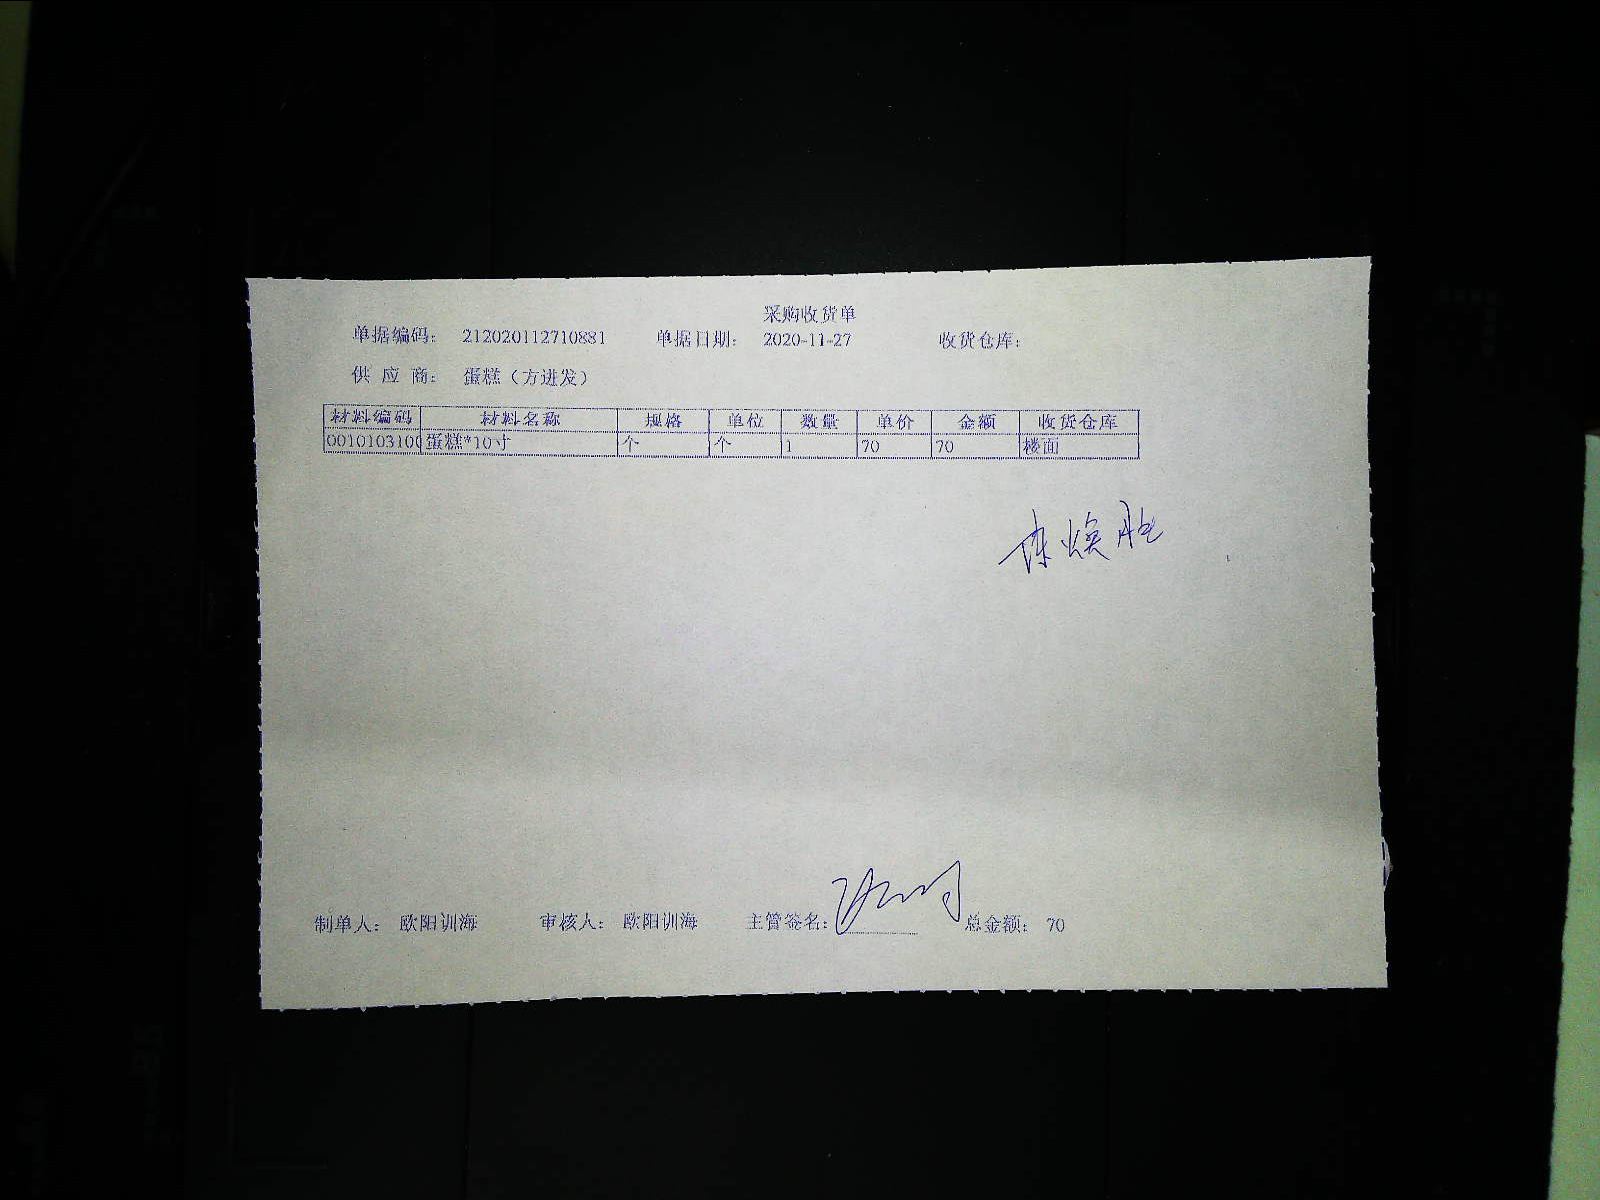 采购收货单
单据编码: 212020112710881 单据日期: 2020-11-27 收货仓库:
供 应 商: 蛋糕（方进发）
材料编码 材料名称 规格 单位 数量 单价 金额 收货仓库
0010103100 蛋糕*10寸 个 个 1 70 70 楼面
制单人: 欧阳训海 审核人: 欧阳训海 主管签名: 总金额: 70